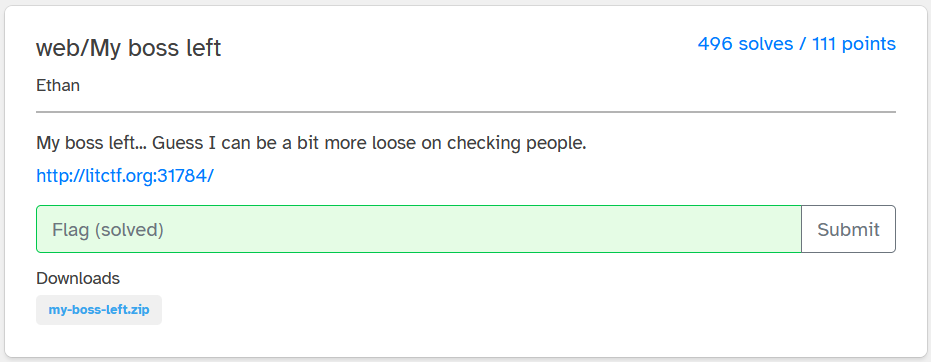 web/My boss left
496 solves / 111 points
Ethan
My boss left... Guess I can be a bit more loose on checking people.
http://litctf.org:31784/
Flag (solved)
Submit
Downloads
my-boss-left.zip